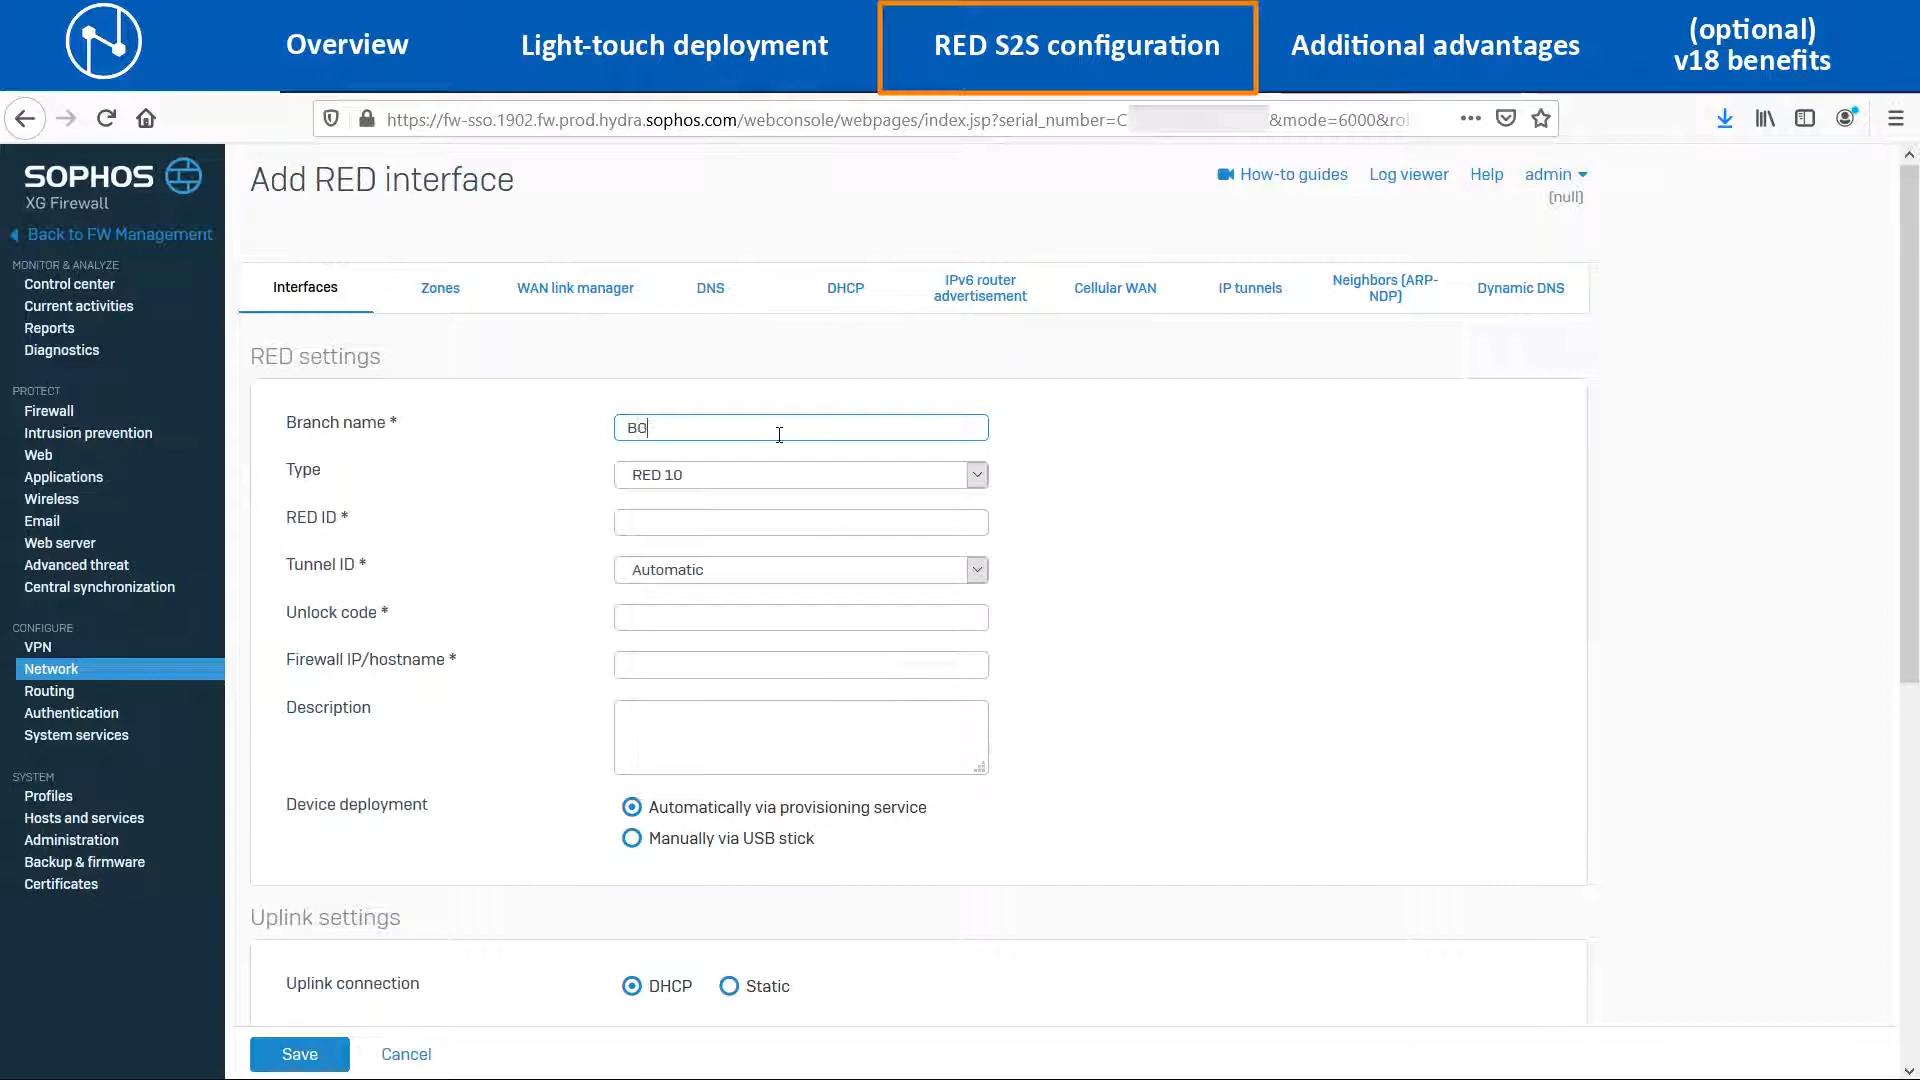 Overview
Light-touch deployment
RED S2S configuration
Additional advantages
(optional)
v18 benefits
https://fw-sso.1902.fw.prod.hydra.sophos.com/webconsole/webpages/index.jsp?serial_number=C &mode=6000&rol
SOPHOS
XG Firewall
Back to FW Management
MONITOR & ANALYZE
Control center
Current activities
Reports
Diagnostics
PROTECT
Firewall
Intrusion prevention
Web
Applications
Wireless
Email
Web server
Advanced threat
Central synchronization
CONFIGURE
VPN
Network
Routing
Authentication
System services
SYSTEM
Profiles
Hosts and services
Administration
Backup & firmware
Certificates
Add RED interface
How-to guides
Log viewer
Help
admin
[null]
Interfaces
Zones
WAN link manager
DNS
DHCP
IPv6 router
advertisement
Cellular WAN
IP tunnels
Neighbors (ARP-
NDP)
Dynamic DNS
RED settings
Branch name *
BO
Type
RED 10
RED ID *
Tunnel ID *
Automatic
Unlock code *
Firewall IP/hostname *
Description
Device deployment
Automatically via provisioning service
Manually via USB stick
Uplink settings
Uplink connection
DHCP
Static
Save
Cancel